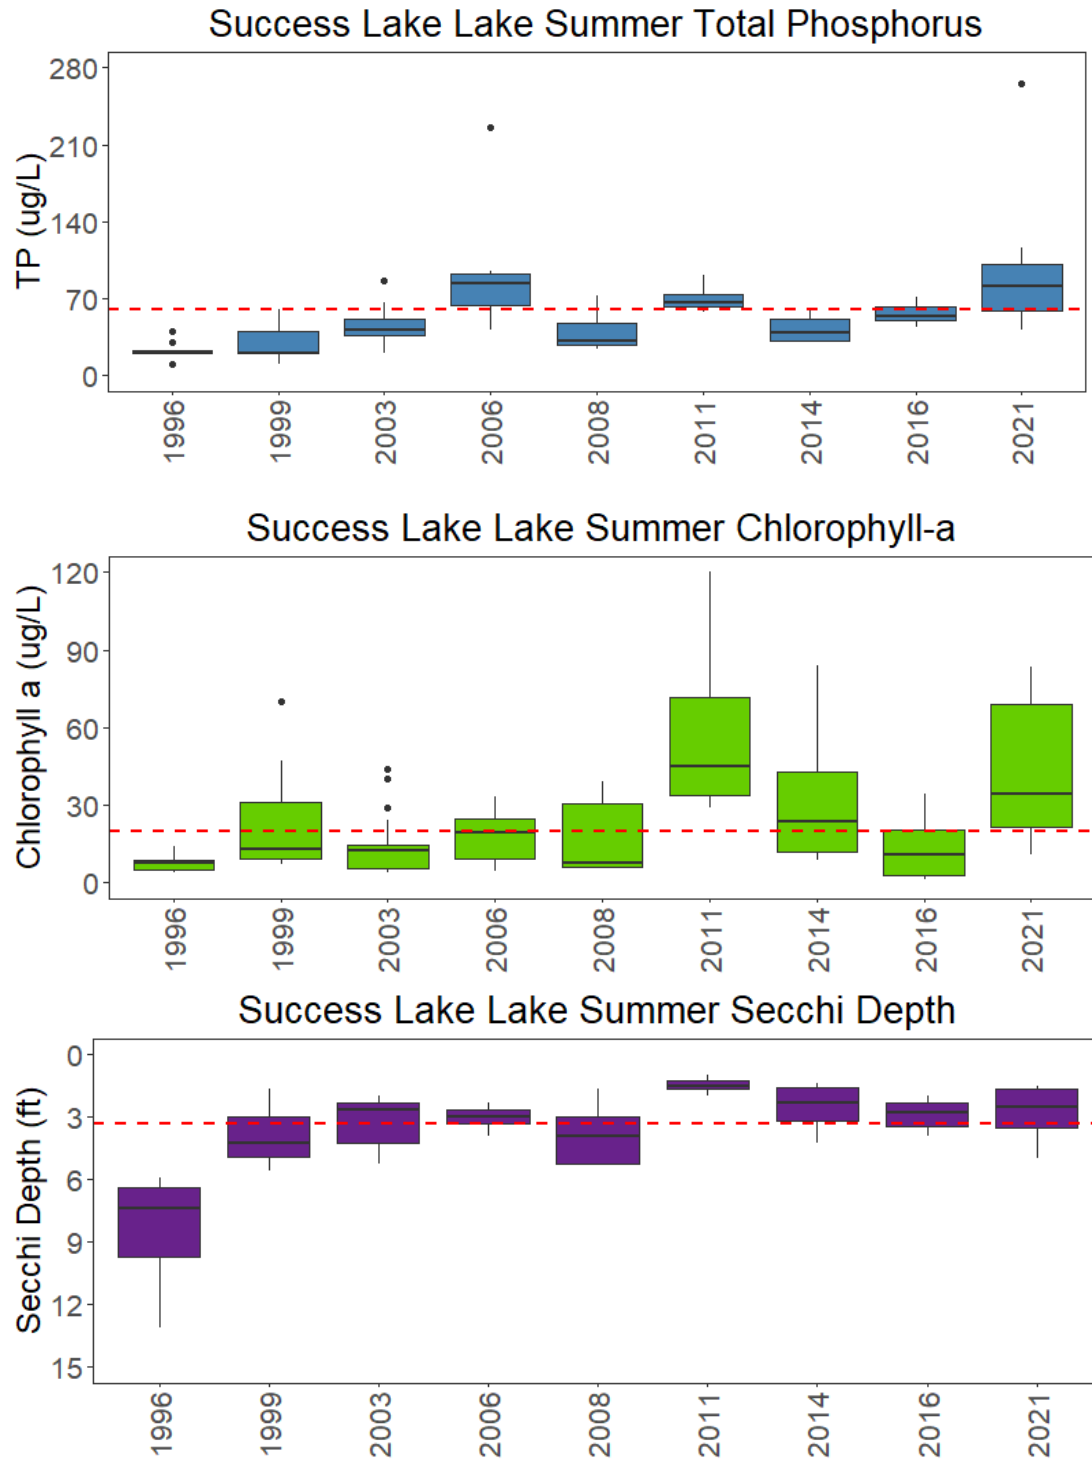 Success Lake Lake Summer Total Phosphorus
TP (ug/L)
280
210
140
70
0
1996 1999 2003 2006 2008 2011 2014 2016 2021
Success Lake Lake Summer Chlorophyll-a
Chlorophyll a (ug/L)
120
90
60
30
0
1996 1999 2003 2006 2008 2011 2014 2016 2021
Success Lake Lake Summer Secchi Depth
Secchi Depth (ft)
0
3
6
9
12
15
1996 1999 2003 2006 2008 2011 2014 2016 2021